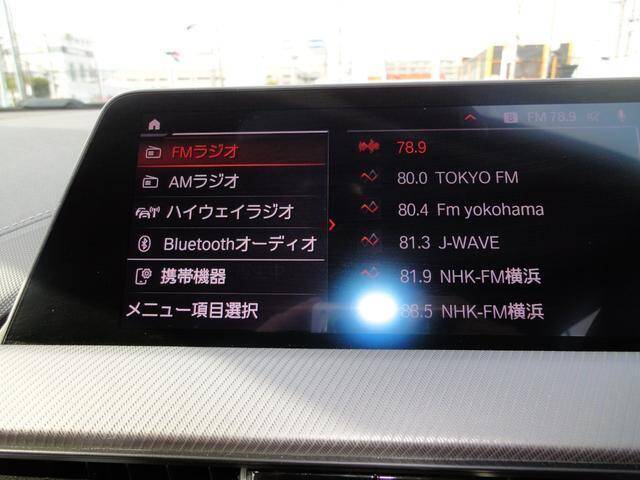 FM 78.9
FMラジオ
AMラジオ
ハイウェイラジオ
Bluetoothオーディオ
携帯機器
メニュー項目選択
78.9
80.0 TOKYO FM
80.4 Fm yokohama
81.3 J-WAVE
81.9 NHK-FM横浜
88.5 NHK-FM横浜